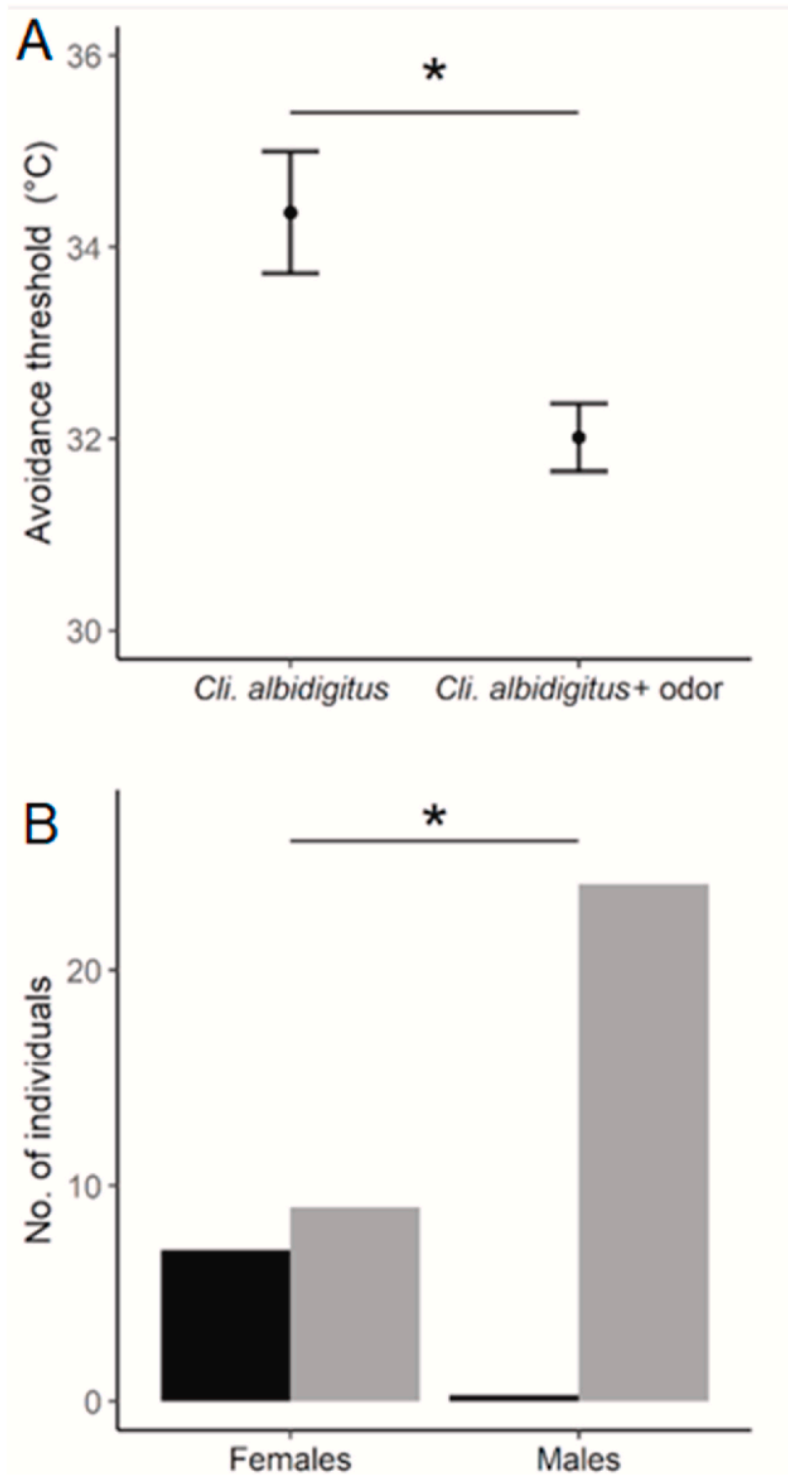 A
36
*
34
32
30
Avoidance threshold (°C)
Cli. albidigitus
Cli. albidigitus+ odor
B
*
20
10
0
No. of individuals
Females
Males